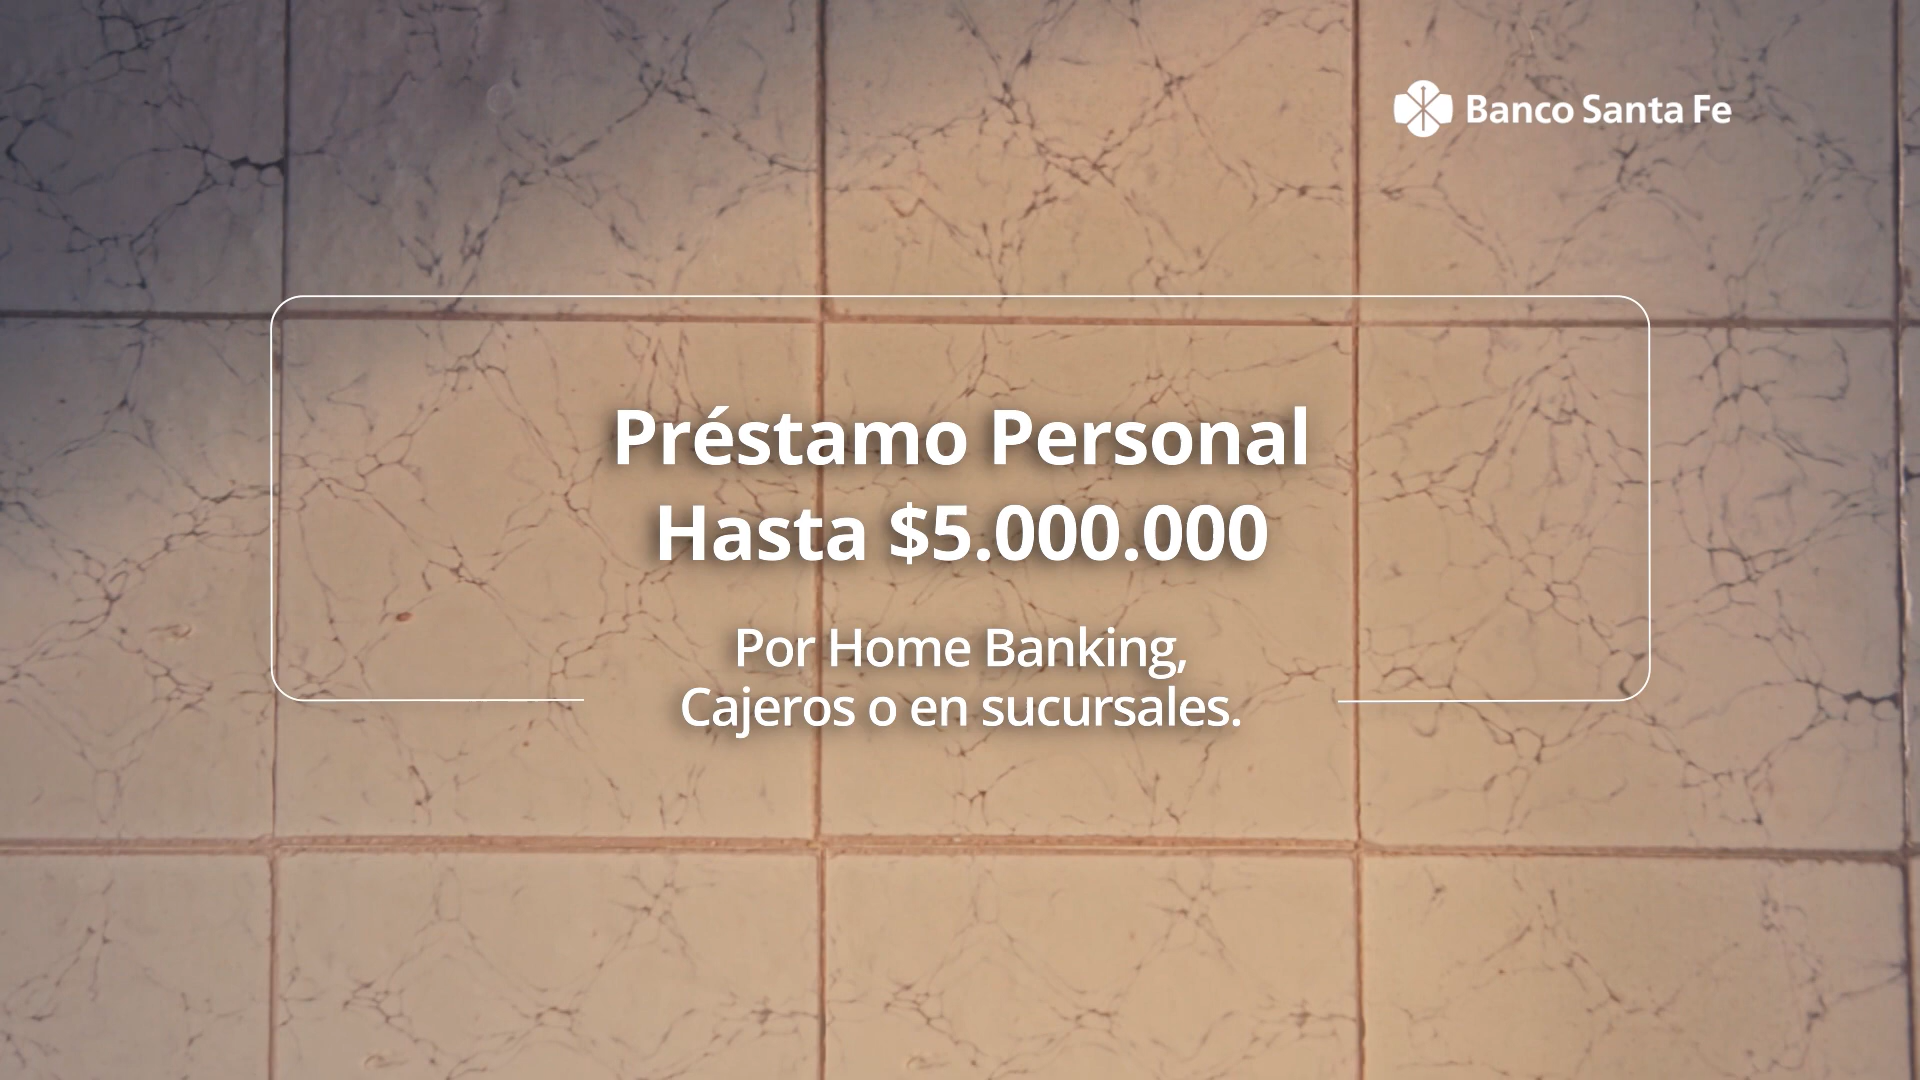 Banco Santa Fe
Préstamo Personal
Hasta $5.000.000
Por Home Banking,
Cajeros o en sucursales.